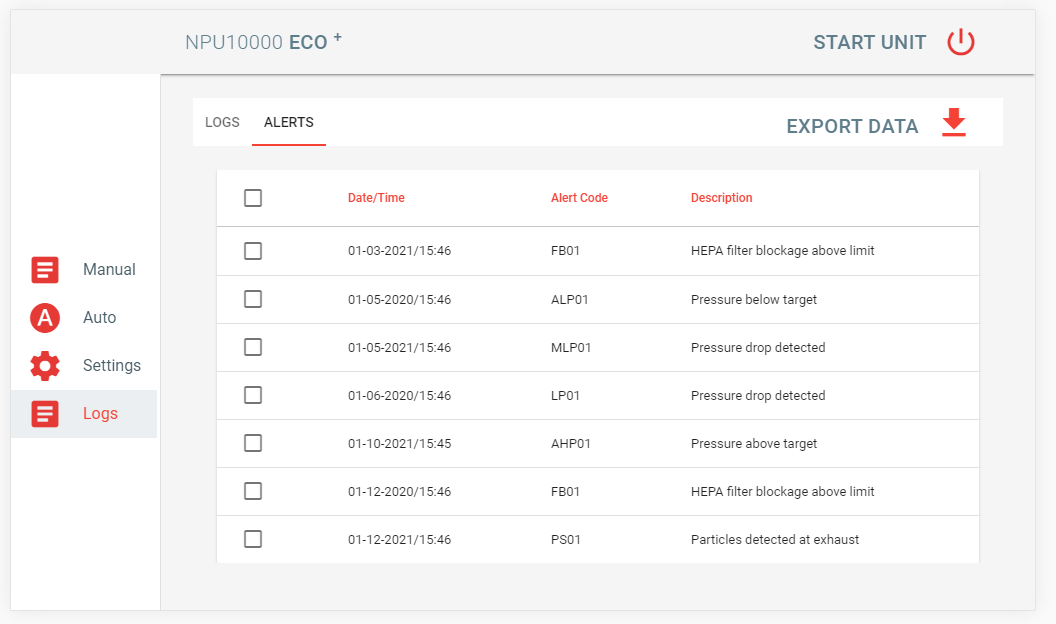 NPU10000 ECO +
START UNIT
LOGS ALERTS
EXPORT DATA
Date/Time Alert Code Description
01-03-2021/15:46 FB01 HEPA filter blockage above limit
01-05-2020/15:46 ALP01 Pressure below target
01-05-2021/15:46 MLP01 Pressure drop detected
01-06-2020/15:46 LP01 Pressure drop detected
01-10-2021/15:45 AHP01 Pressure above target
01-12-2020/15:46 FB01 HEPA filter blockage above limit
01-12-2021/15:46 PS01 Particles detected at exhaust
Manual
A Auto
Settings
Logs